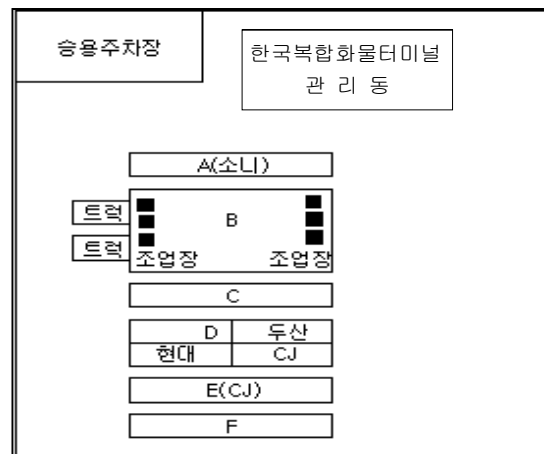 승용주차장
한국복합화물터미널
관 리 동
A(소니)
트럭
B
트럭
조업장
조업장
C
D
두산
현대
CJ
E(CJ)
F